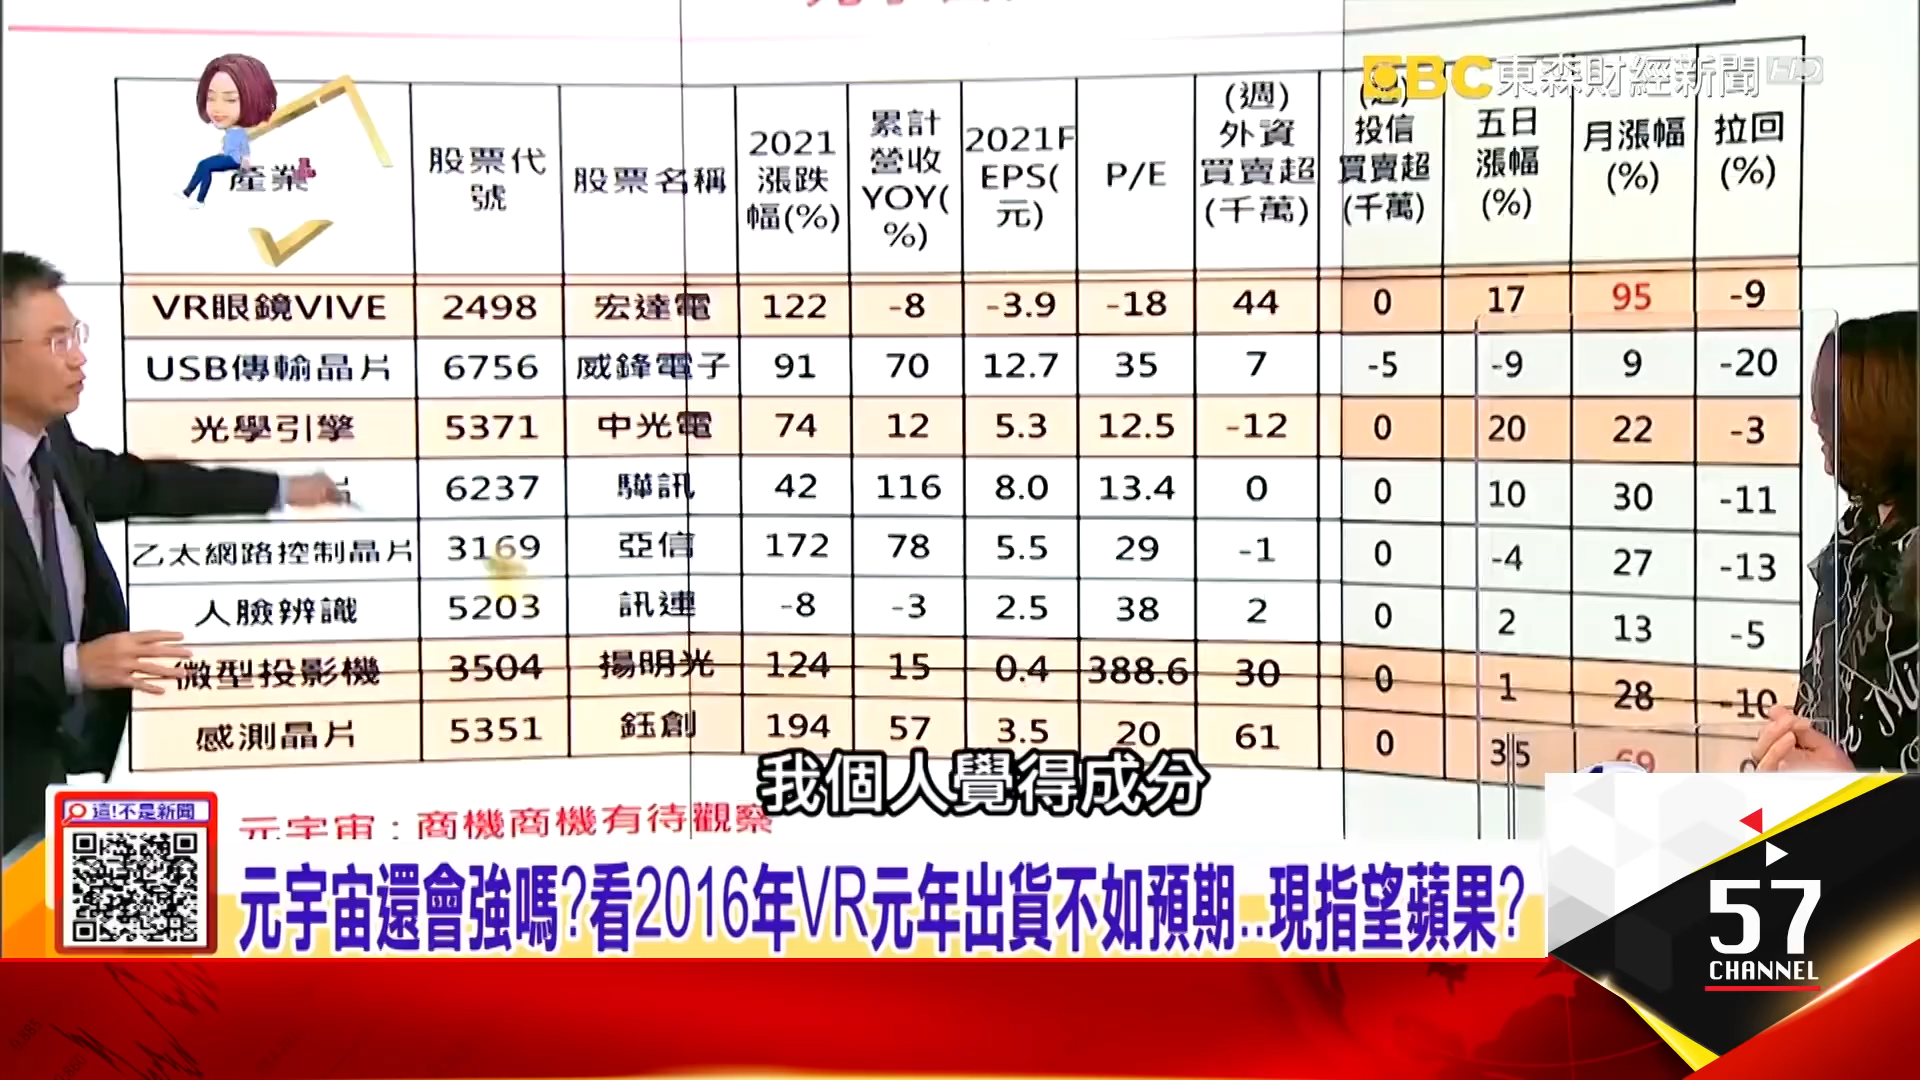 EBC 東森財經新聞 HD
產業 股票代號 股票名稱 2021漲跌幅(%) 累計營收YOY(%) 2021F EPS(元) P/E (週)外資買賣超(千萬) (週)投信買賣超(千萬) 五日漲幅(%) 月漲幅(%) 拉回(%)
VR眼鏡VIVE 2498 宏達電 122 -8 -3.9 -18 44 0 17 95 -9
USB傳輸晶片 6756 威鋒電子 91 70 12.7 35 7 -5 -9 9 -20
光學引擎 5371 中光電 74 12 5.3 12.5 -12 0 20 22 -3
片 6237 驊訊 42 116 8.0 13.4 0 0 10 30 -11
乙太網路控制晶片 3169 亞信 172 78 5.5 29 -1 0 -4 27 -13
人臉辨識 5203 訊連 -8 -3 2.5 38 2 0 2 13 -5
微型投影機 3504 揚明光 124 15 0.4 388.6 30 0 1 28 -10
感測晶片 5351 鈺創 194 57 3.5 20 61 0 35 69
我個人覺得成分
這!不是新聞
元宇宙:商機商機有待觀察
元宇宙還會強嗎?看2016年VR元年出貨不如預期..現指望蘋果?
57
CHANNEL